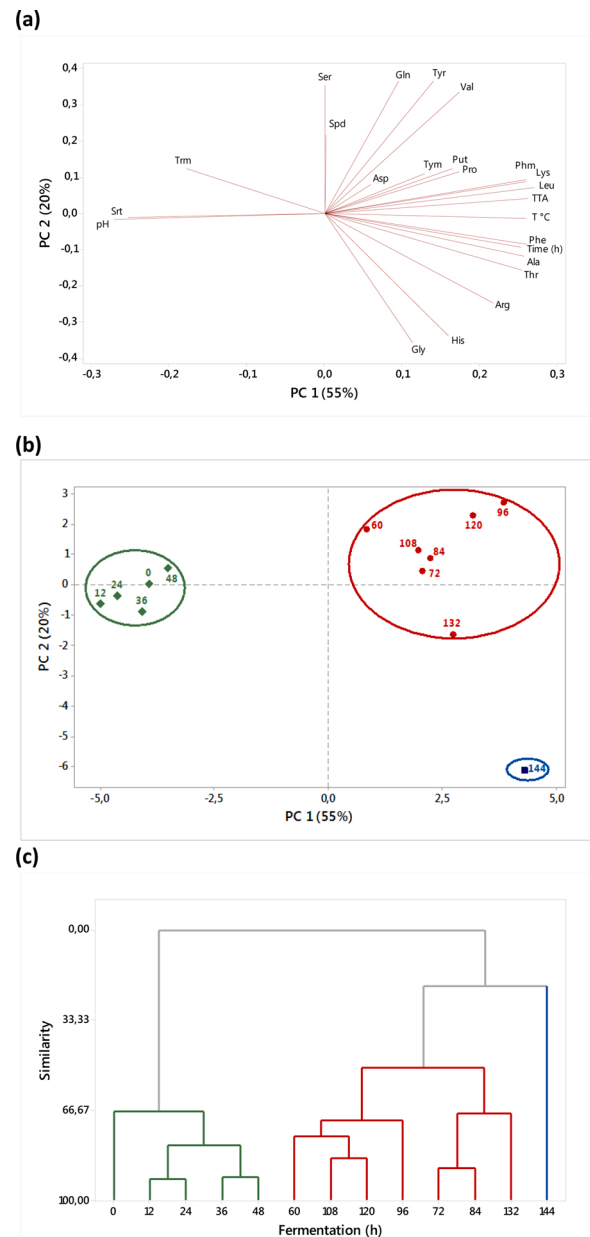 (a)
0,4
0,3
0,2
0,1
0,0
-0,1
-0,2
-0,3
-0,4
PC 2 (20%)
Ser
Gln
Tyr
Val
Spd
Trm
Asp
Tym
Put
Pro
Phm
Lys
Leu
TTA
Srt
pH
T °C
Phe
Time (h)
Ala
Thr
Arg
His
Gly
-0,3
-0,2
-0,1
0,0
0,1
0,2
0,3
PC 1 (55%)
(b)
3
2
1
0
-1
-2
-3
-4
-5
-6
PC 2 (20%)
96
120
60
108
84
72
0
48
24
12
36
132
144
-5,0
-2,5
0,0
2,5
5,0
PC 1 (55%)
(c)
0,00
33,33
66,67
100,00
Similarity
0 12 24 36 48 60 108 120 96 72 84 132 144
Fermentation (h)